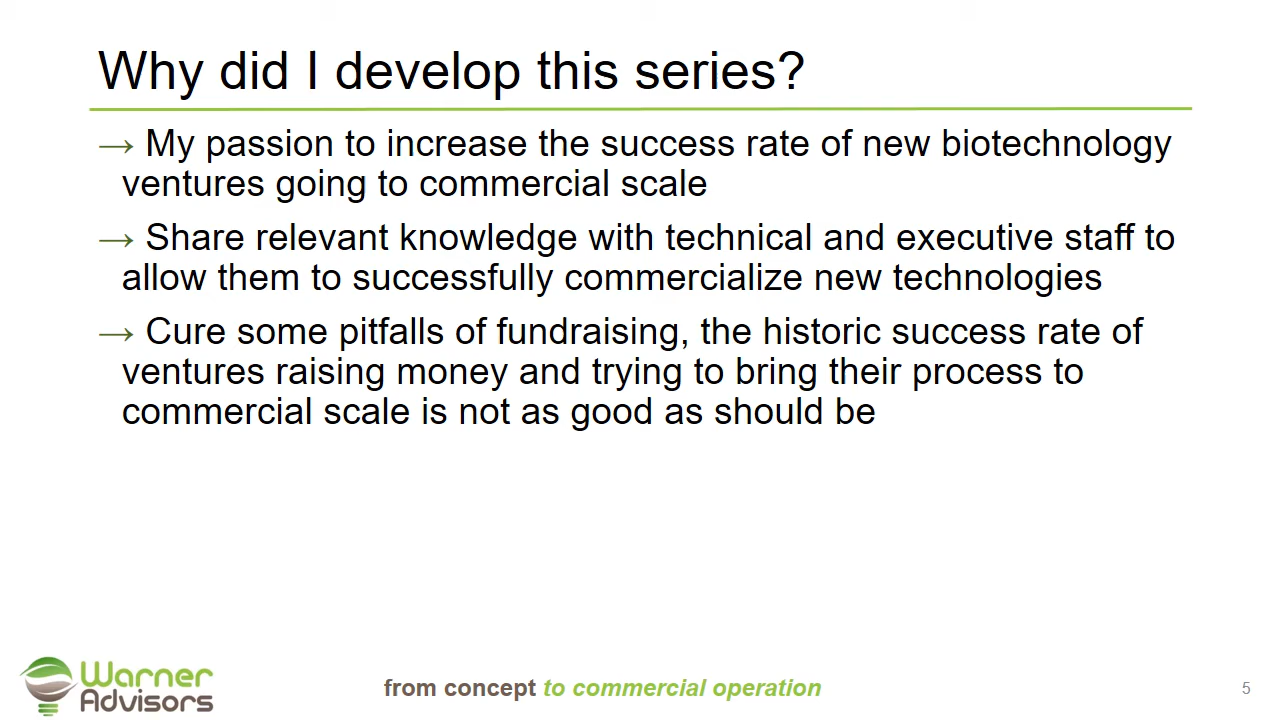 Why did I develop this series?
→ My passion to increase the success rate of new biotechnology
ventures going to commercial scale
→ Share relevant knowledge with technical and executive staff to
allow them to successfully commercialize new technologies
→ Cure some pitfalls of fundraising, the historic success rate of
ventures raising money and trying to bring their process to
commercial scale is not as good as should be
Warner
Advisors
from concept to commercial operation
5